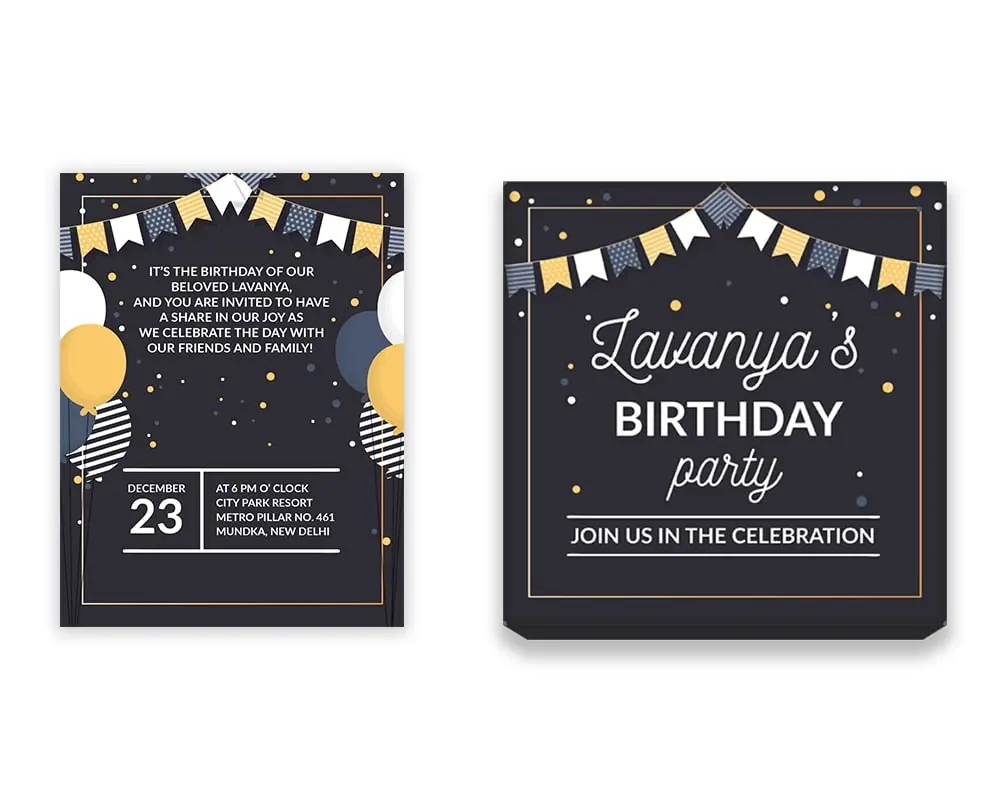 IT'S THE BIRTHDAY OF OUR
BELOVED LAVANYA,
AND YOU ARE INVITED TO HAVE
A SHARE IN OUR JOY AS
WE CELEBRATE THE DAY WITH
OUR FRIENDS AND FAMILY!
DECEMBER
23
AT 6 PM O' CLOCK
CITY PARK RESORT
METRO PILLAR NO. 461
MUNDKA, NEW DELHI
Lavanya's
BIRTHDAY
party
JOIN US IN THE CELEBRATION